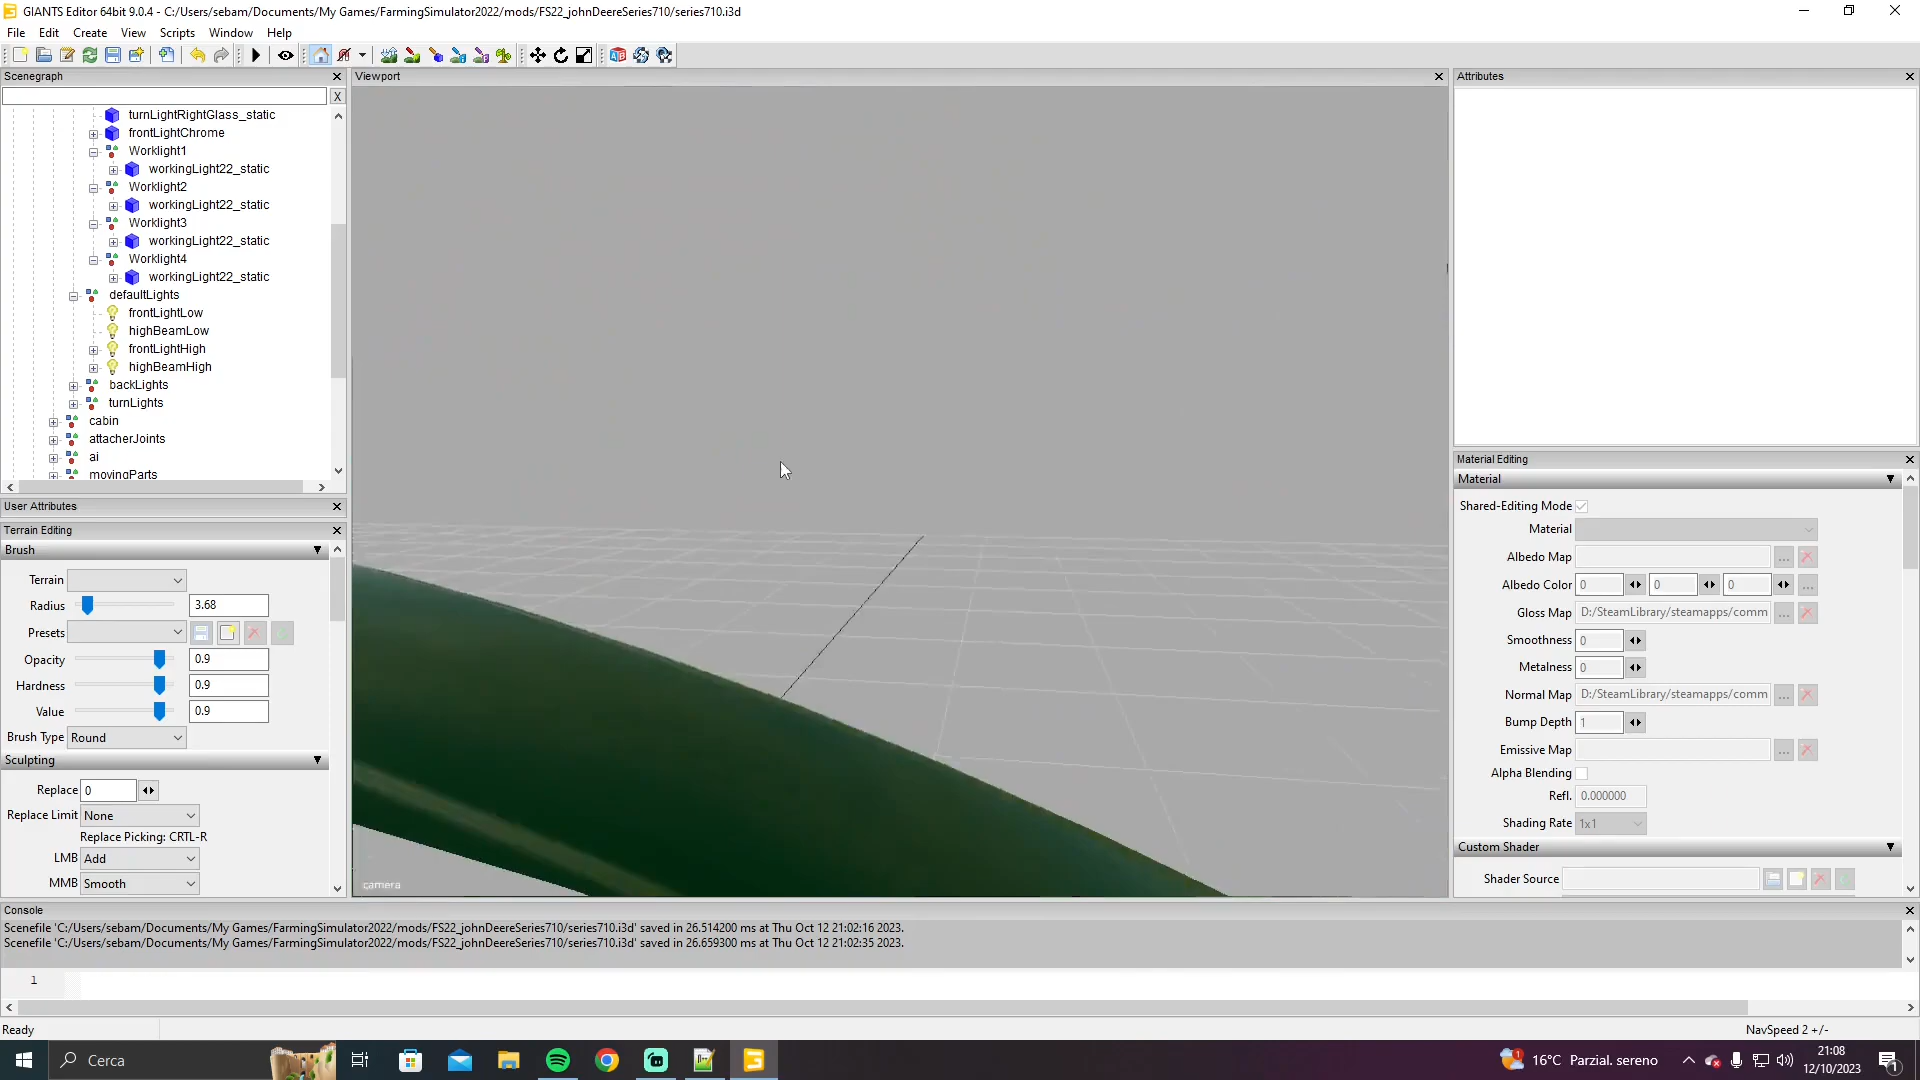 GIANTS Editor 64bit 9.0.4 - C:/Users/sebam/Documents/My Games/FarmingSimulator2022/mods/FS22_johnDeereSeries710/series710.i3d
File Edit Create View Scripts Window Help
Scenegraph
X
turnLightRightGlass_static
frontLightChrome
Worklight1
workingLight22_static
Worklight2
workingLight22_static
Worklight3
workingLight22_static
Worklight4
workingLight22_static
defaultLights
frontLightLow
highBeamLow
frontLightHigh
highBeamHigh
backLights
turnLights
cabin
attacherJoints
ai
movingParts
User Attributes
Terrain Editing
Brush
Terrain
Radius 3.68
Presets
Opacity 0.9
Hardness 0.9
Value 0.9
Brush Type Round
Sculpting
Replace 0
Replace Limit None
Replace Picking: CRTL-R
LMB Add
MMB Smooth
Viewport
camera
Attributes
Material Editing
Material
Shared-Editing Mode
Material
Albedo Map ...
Albedo Color 0 0 0 ...
Gloss Map D:/SteamLibrary/steamapps/comm ...
Smoothness 0
Metalness 0
Normal Map D:/SteamLibrary/steamapps/comm ...
Bump Depth 1
Emissive Map ...
Alpha Blending
Refl. 0.000000
Shading Rate 1x1
Custom Shader
Shader Source
Console
Scenefile 'C:/Users/sebam/Documents/My Games/FarmingSimulator2022/mods/FS22_johnDeereSeries710/series710.i3d' saved in 26.514200 ms at Thu Oct 12 21:02:16 2023.
Scenefile 'C:/Users/sebam/Documents/My Games/FarmingSimulator2022/mods/FS22_johnDeereSeries710/series710.i3d' saved in 26.659300 ms at Thu Oct 12 21:02:35 2023.
1
Ready
NavSpeed 2 +/-
Cerca
16°C Parzial. sereno
21:08
12/10/2023